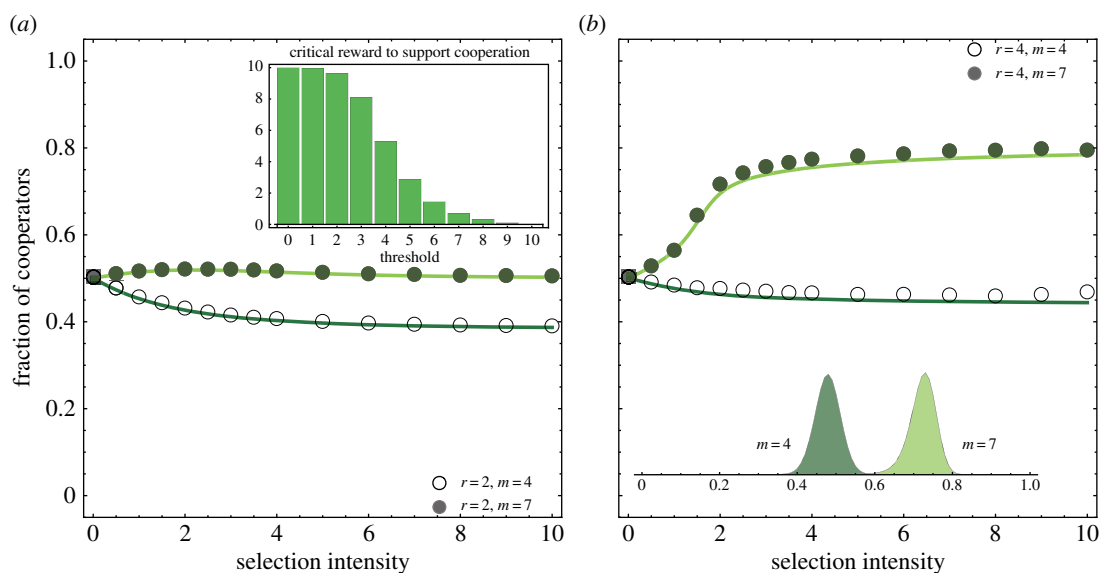 (a)
(b)
critical reward to support cooperation
10
8
6
4
2
0
0 1 2 3 4 5 6 7 8 9 10
threshold
1.0
0.8
0.6
0.4
0.2
0
fraction of cooperators
r = 2, m = 4
r = 2, m = 7
0 2 4 6 8 10
selection intensity
r = 4, m = 4
r = 4, m = 7
m = 4
m = 7
0 0.2 0.4 0.6 0.8 1.0
0 2 4 6 8 10
selection intensity